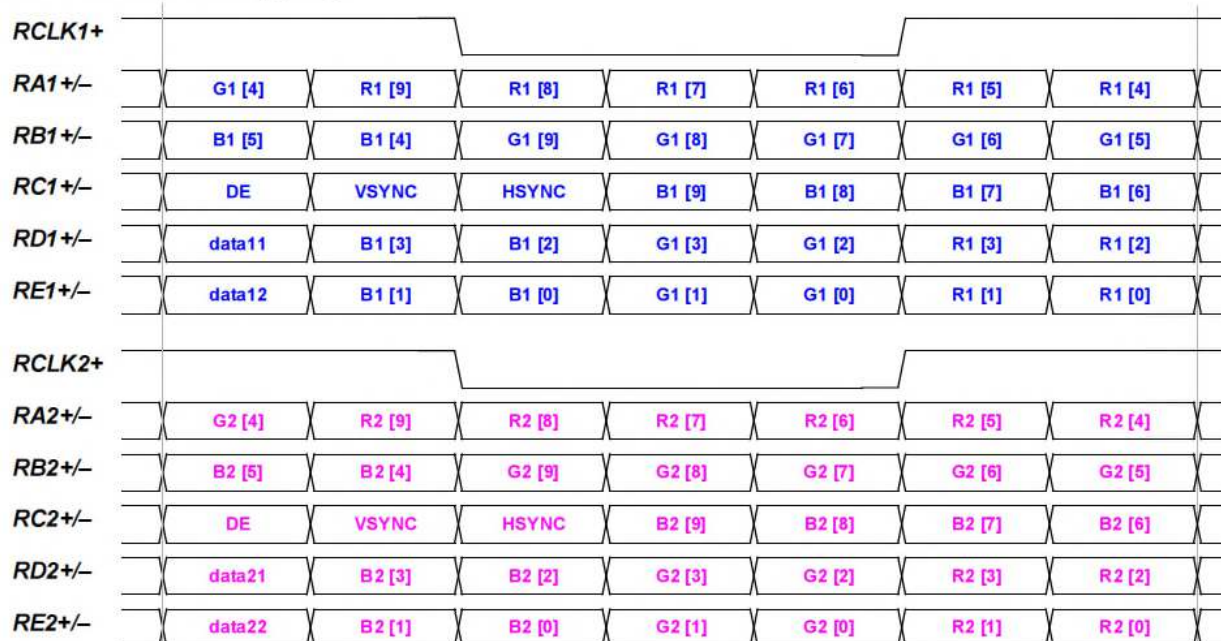 RCLK1+
RA1+/– G1 [4] R1 [9] R1 [8] R1 [7] R1 [6] R1 [5] R1 [4]
RB1+/– B1 [5] B1 [4] G1 [9] G1 [8] G1 [7] G1 [6] G1 [5]
RC1+/– DE VSYNC HSYNC B1 [9] B1 [8] B1 [7] B1 [6]
RD1+/– data11 B1 [3] B1 [2] G1 [3] G1 [2] R1 [3] R1 [2]
RE1+/– data12 B1 [1] B1 [0] G1 [1] G1 [0] R1 [1] R1 [0]
RCLK2+
RA2+/– G2 [4] R2 [9] R2 [8] R2 [7] R2 [6] R2 [5] R2 [4]
RB2+/– B2 [5] B2 [4] G2 [9] G2 [8] G2 [7] G2 [6] G2 [5]
RC2+/– DE VSYNC HSYNC B2 [9] B2 [8] B2 [7] B2 [6]
RD2+/– data21 B2 [3] B2 [2] G2 [3] G2 [2] R2 [3] R2 [2]
RE2+/– data22 B2 [1] B2 [0] G2 [1] G2 [0] R2 [1] R2 [0]